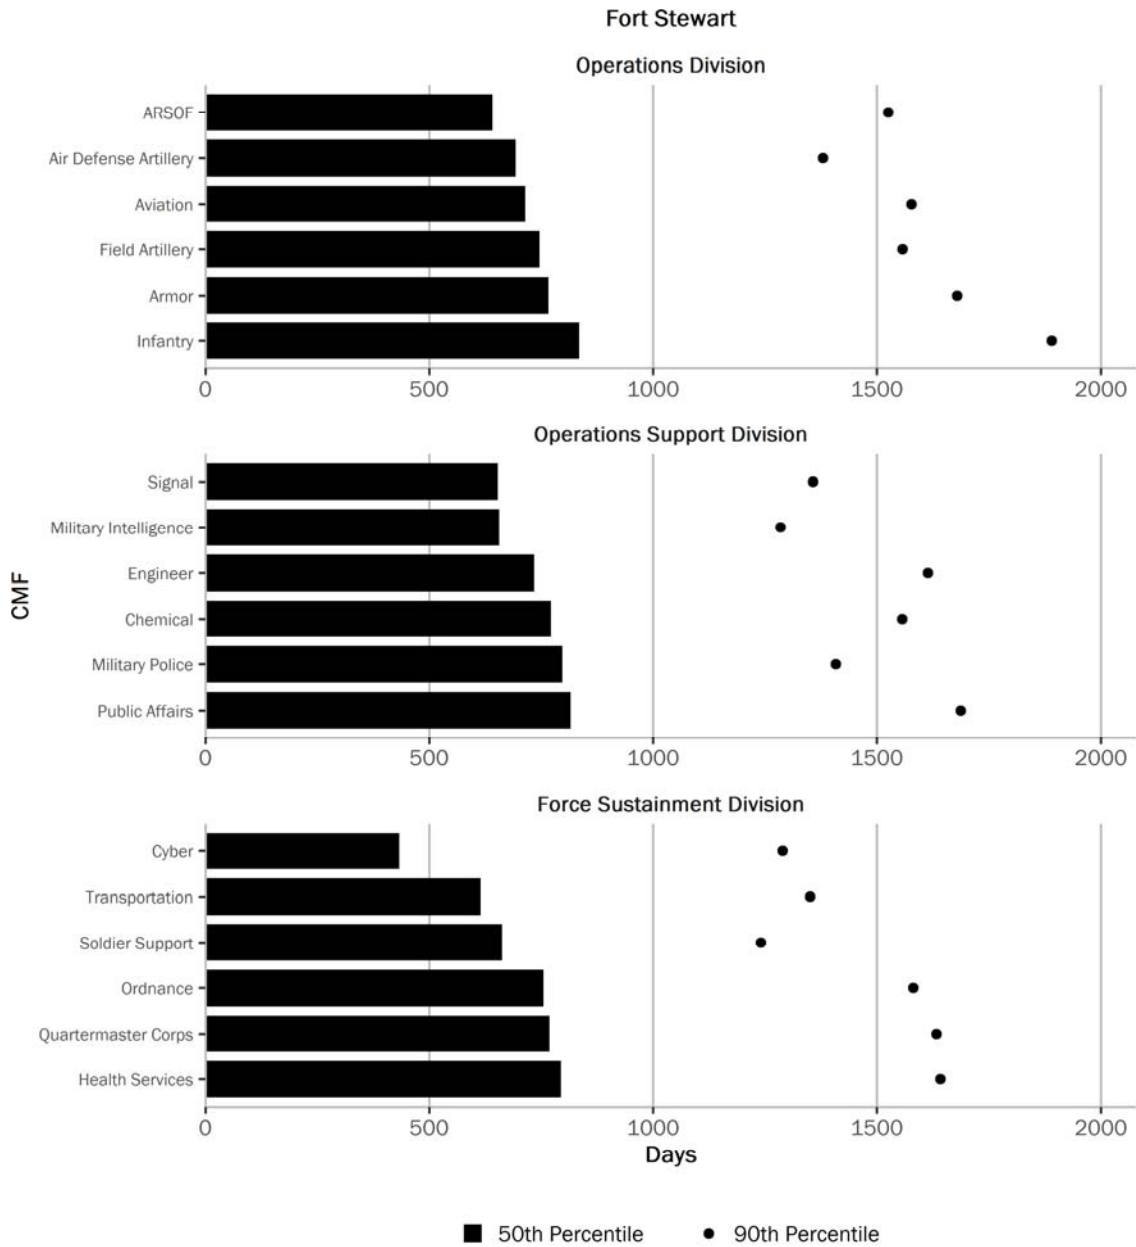 Fort Stewart
Operations Division
ARSOF
Air Defense Artillery
Aviation
Field Artillery
Armor
Infantry
0 500 1000 1500 2000
Operations Support Division
Signal
Military Intelligence
Engineer
Chemical
Military Police
Public Affairs
0 500 1000 1500 2000
CMF
Force Sustainment Division
Cyber
Transportation
Soldier Support
Ordnance
Quartermaster Corps
Health Services
0 500 1000 1500 2000
Days
50th Percentile 90th Percentile